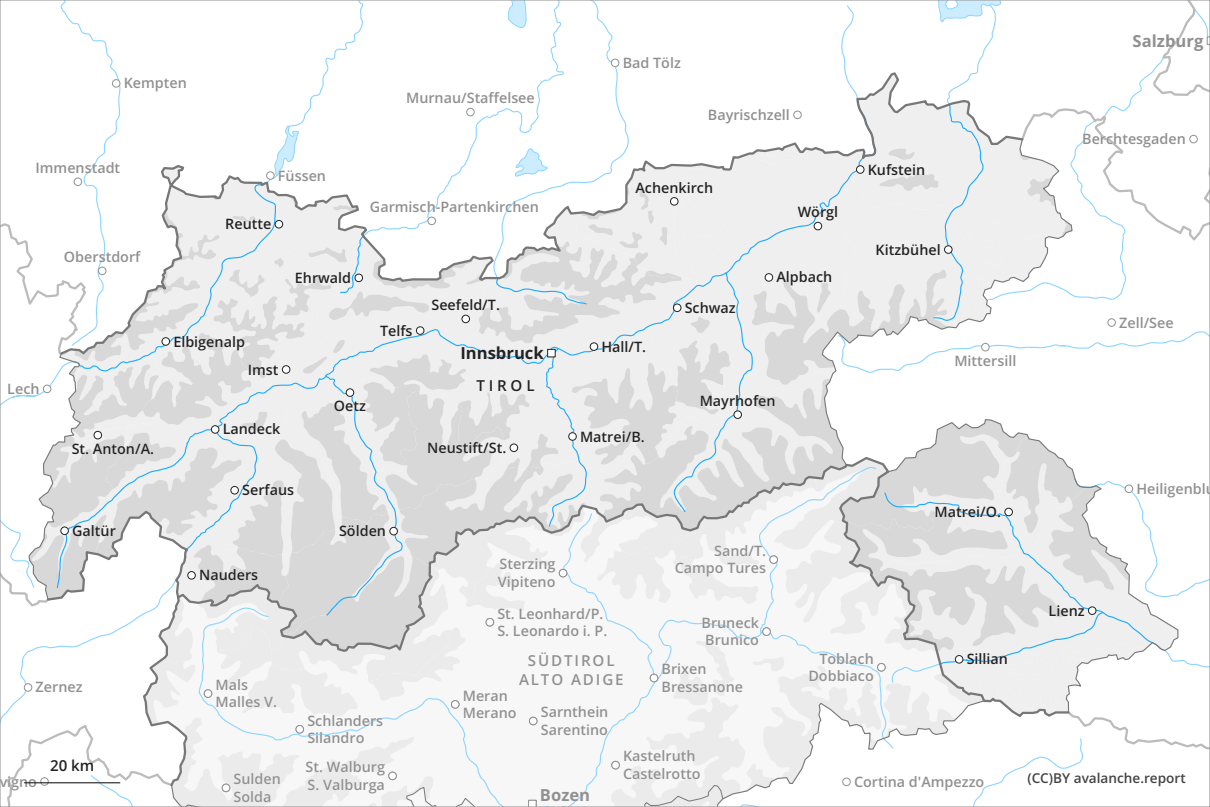 Salzburg
Bad Tölz
Kempten
Murnau/Staffelsee
Bayrischzell
Berchtesgaden
Immenstadt
Füssen
Kufstein
Achenkirch
Garmisch-Partenkirchen
Wörgl
Reutte
Kitzbühel
Oberstdorf
Ehrwald
Alpbach
Seefeld/T.
Schwaz
Zell/See
Telfs
Elbigenalp
Innsbruck
Hall/T.
Mittersill
Imst
TIROL
Lech
Oetz
Mayrhofen
Landeck
Matrei/B.
St. Anton/A.
Neustift/St.
Serfaus
Heiligenblu
Matrei/O.
Galtür
Sölden
Sand/T.
Campo Tures
Sterzing
Vipiteno
Nauders
St. Leonhard/P.
S. Leonardo i. P.
Lienz
Bruneck
Brunico
SÜDTIROL
ALTO ADIGE
Toblach
Dobbiaco
Sillian
Brixen
Bressanone
Zernez
Mals
Malles V.
Meran
Merano
Sarnthein
Sarentino
Schlanders
Silandro
Kastelruth
Castelrotto
St. Walburg
S. Valburga
20 km
vigno
Sulden
Solda
Cortina d'Ampezzo
(CC)BY avalanche.report
Bozen